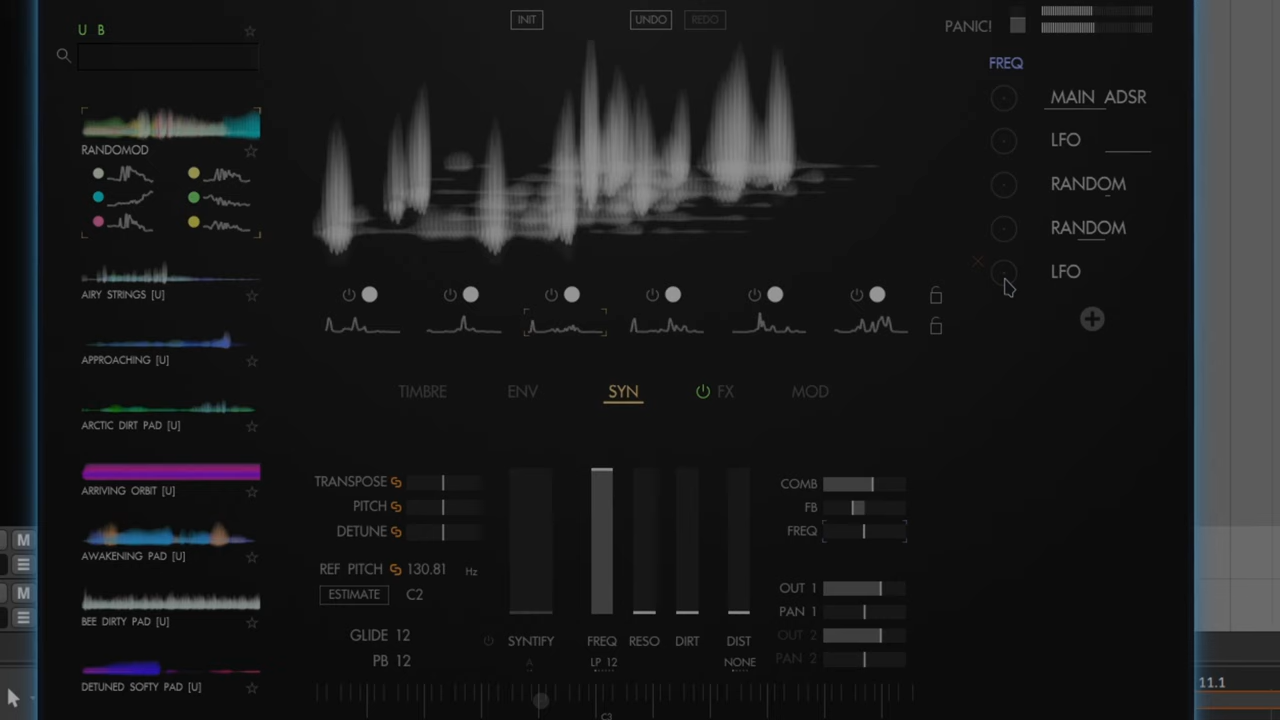 U B
INIT
UNDO
REDO
PANIC!
FREQ
MAIN ADSR
LFO
RANDOM
RANDOM
LFO
RANDOMOD
AIRY STRINGS [U]
APPROACHING [U]
ARCTIC DIRT PAD [U]
ARRIVING ORBIT [U]
AWAKENING PAD [U]
BEE DIRTY PAD [U]
DETUNED SOFTY PAD [U]
TIMBRE
ENV
SYN
FX
MOD
TRANSPOSE
PITCH
DETUNE
REF PITCH 130.81 Hz
ESTIMATE C2
GLIDE 12
PB 12
SYNTIFY
A
FREQ
LP 12
RESO
DIRT
DIST
NONE
COMB
FB
FREQ
OUT 1
PAN 1
OUT 2
PAN 2
C3
M
M
11.1